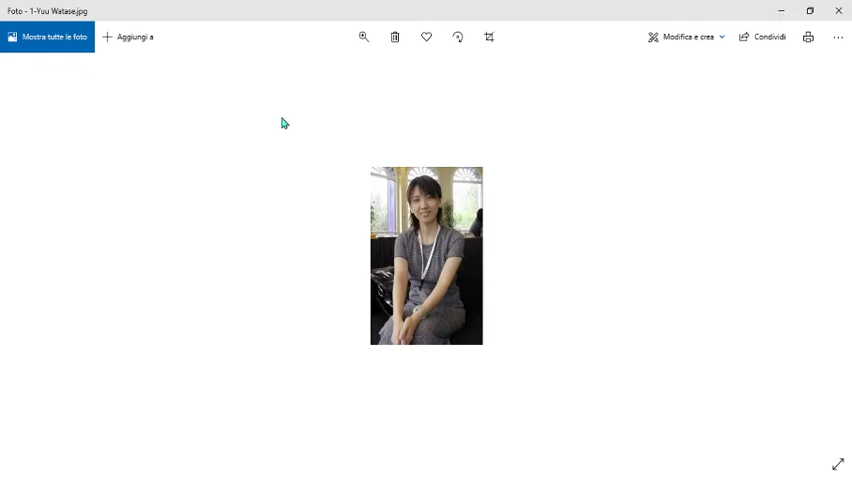 Foto - 1-Yuu Watase.jpg
Mostra tutte le foto
Aggiungi a
Modifica e crea
Condividi